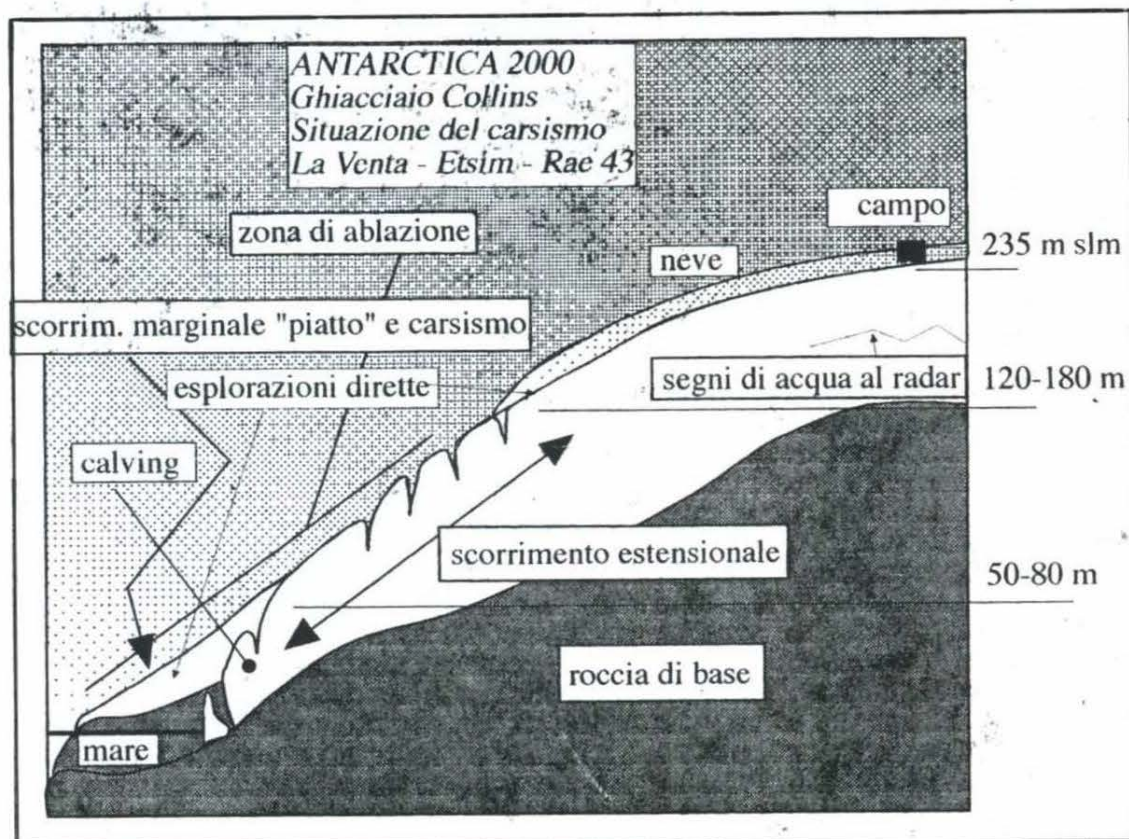 ANTARCTICA 2000
Ghiacciaio Collins
Situazione del carsismo
La Venta - Etsim - Rae 43
campo
zona di ablazione
235 m slm
neve
scorrim. marginale "piatto" e carsismo
segni di acqua al radar
120-180 m
esplorazioni dirette
calving
scorrimento estensionale
50-80 m
roccia di base
mare